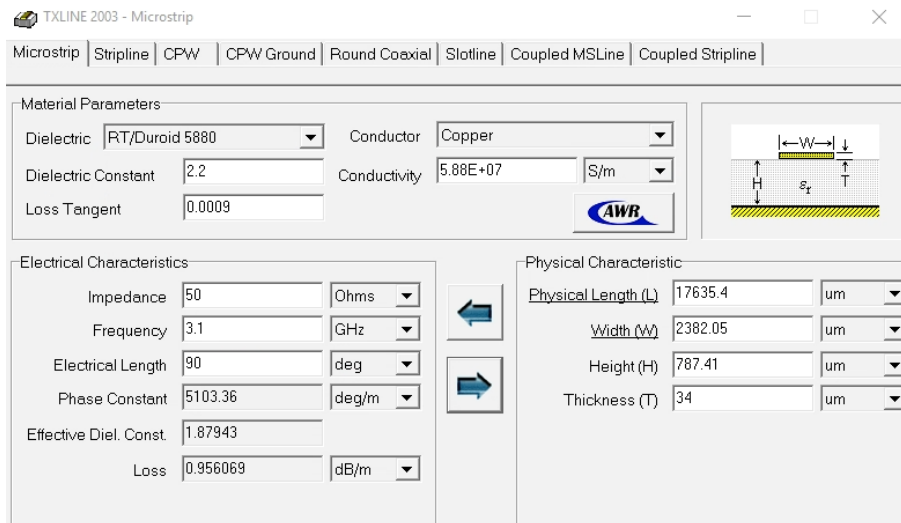 TXLINE 2003 - Microstrip
Microstrip Stripline CPW CPW Ground Round Coaxial Slotline Coupled MSLine Coupled Stripline
Material Parameters
Dielectric RT/Duroid 5880 Conductor Copper
Dielectric Constant 2.2 Conductivity 5.88E+07 S/m
Loss Tangent 0.0009 AWR
W
H εr T
Electrical Characteristics
Impedance 50 Ohms
Frequency 3.1 GHz
Electrical Length 90 deg
Phase Constant 5103.36 deg/m
Effective Diel. Const. 1.87943
Loss 0.956069 dB/m
Physical Characteristic
Physical Length (L) 17635.4 um
Width (W) 2382.05 um
Height (H) 787.41 um
Thickness (T) 34 um